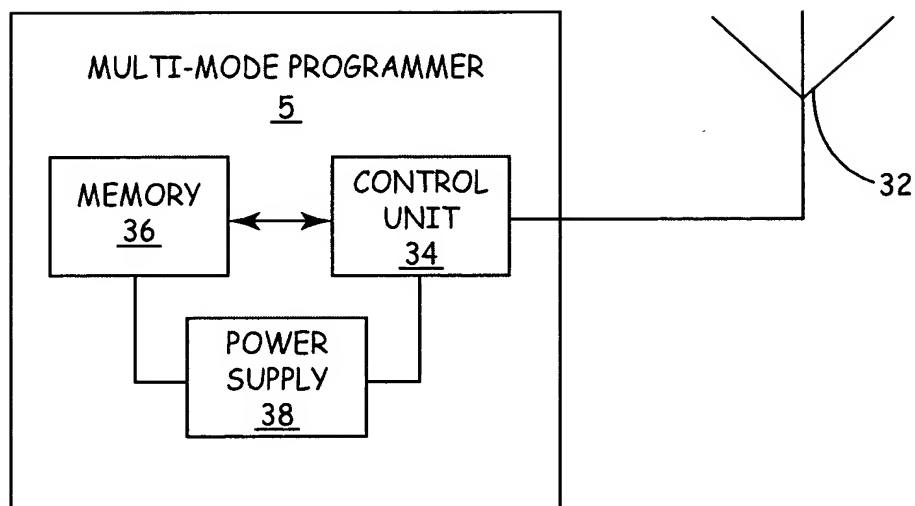 MULTI-MODE PROGRAMMER
5
MEMORY
36
CONTROL
UNIT
34
POWER
SUPPLY
38
32